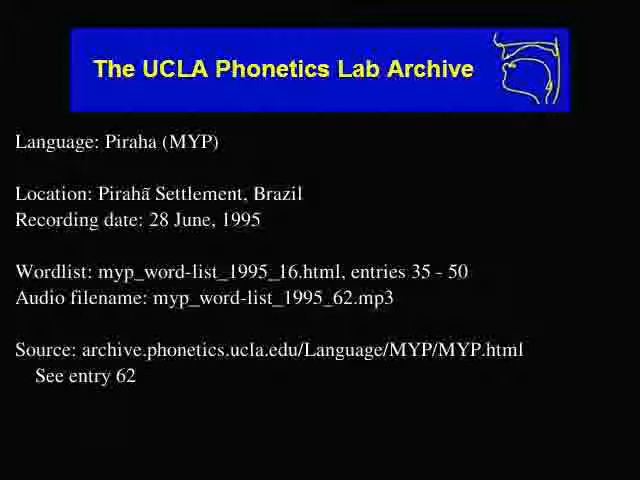 The UCLA Phonetics Lab Archive
Language: Piraha (MYP)
Location: Pirahã Settlement, Brazil
Recording date: 28 June, 1995
Wordlist: myp_word-list_1995_16.html, entries 35 - 50
Audio filename: myp_word-list_1995_62.mp3
Source: archive.phonetics.ucla.edu/Language/MYP/MYP.html
See entry 62